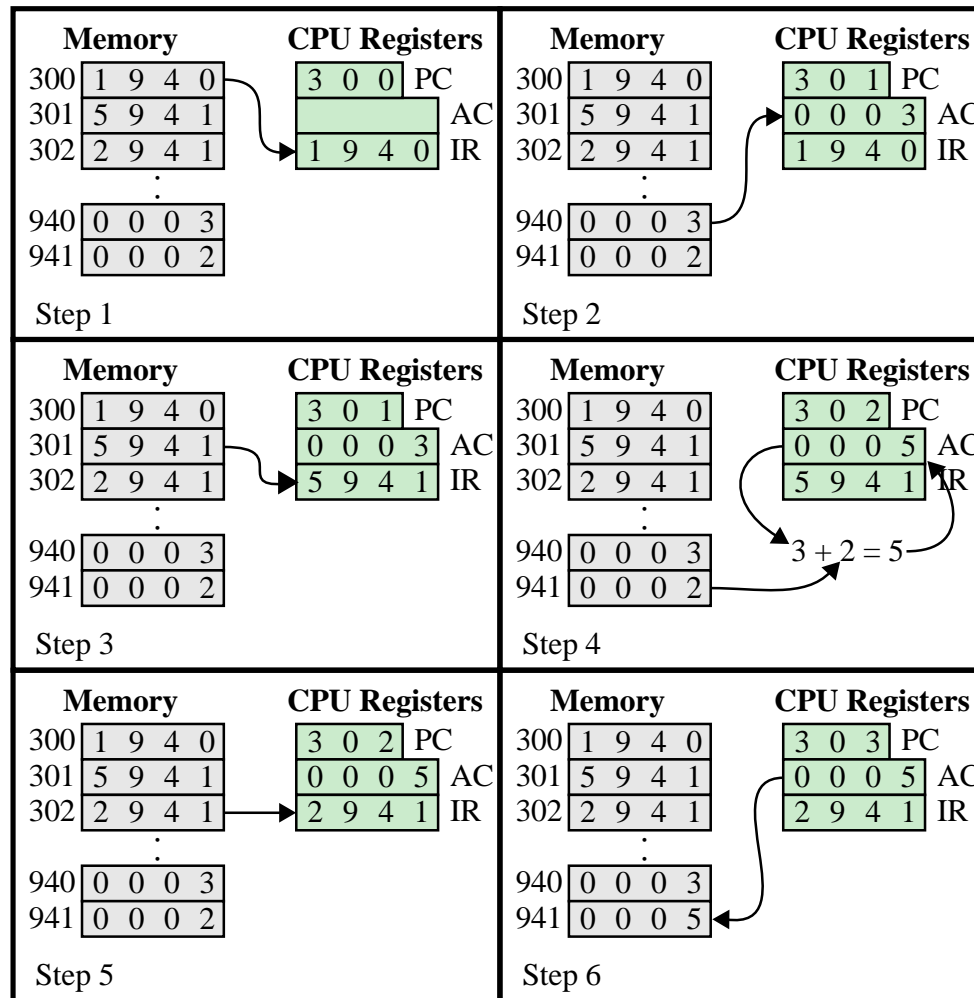 Memory CPU Registers
300 1 9 4 0 3 0 0 PC
301 5 9 4 1 AC
302 2 9 4 1 1 9 4 0 IR
:
940 0 0 0 3
941 0 0 0 2
Step 1
Memory CPU Registers
300 1 9 4 0 3 0 1 PC
301 5 9 4 1 0 0 0 3 AC
302 2 9 4 1 1 9 4 0 IR
:
940 0 0 0 3
941 0 0 0 2
Step 2
Memory CPU Registers
300 1 9 4 0 3 0 1 PC
301 5 9 4 1 0 0 0 3 AC
302 2 9 4 1 5 9 4 1 IR
:
940 0 0 0 3
941 0 0 0 2
Step 3
Memory CPU Registers
300 1 9 4 0 3 0 2 PC
301 5 9 4 1 0 0 0 5 AC
302 2 9 4 1 5 9 4 1 IR
:
940 0 0 0 3 3 + 2 = 5
941 0 0 0 2
Step 4
Memory CPU Registers
300 1 9 4 0 3 0 2 PC
301 5 9 4 1 0 0 0 5 AC
302 2 9 4 1 2 9 4 1 IR
:
940 0 0 0 3
941 0 0 0 2
Step 5
Memory CPU Registers
300 1 9 4 0 3 0 3 PC
301 5 9 4 1 0 0 0 5 AC
302 2 9 4 1 2 9 4 1 IR
:
940 0 0 0 3
941 0 0 0 5
Step 6